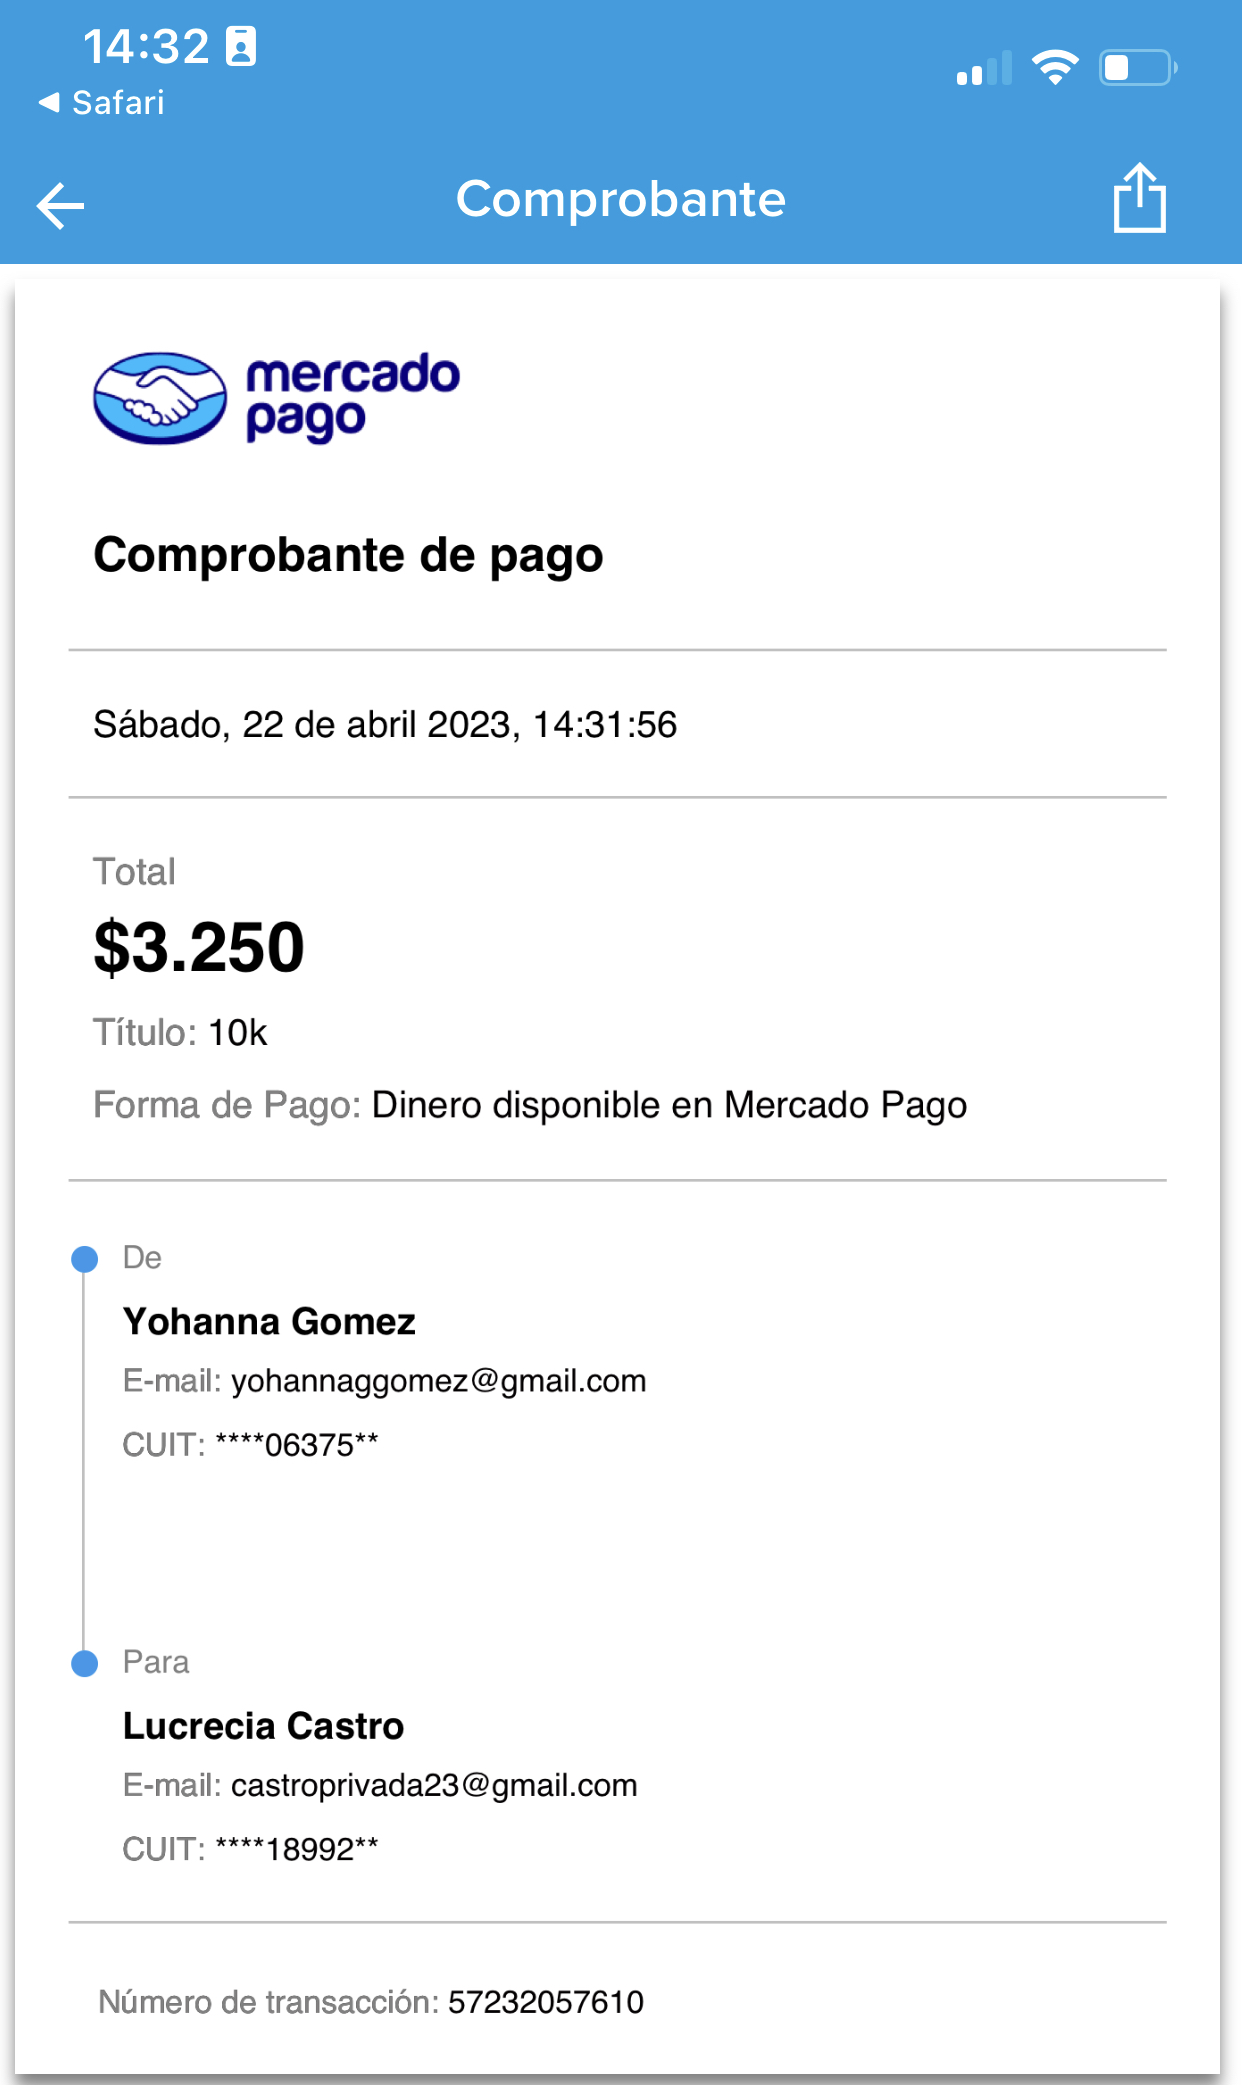 14:32
Safari
Comprobante
mercado
pago
Comprobante de pago
Sábado, 22 de abril 2023, 14:31:56
Total
$3.250
Título: 10k
Forma de Pago: Dinero disponible en Mercado Pago
De
Yohanna Gomez
E-mail: yohannaggomez@gmail.com
CUIT: ****06375**
Para
Lucrecia Castro
E-mail: castroprivada23@gmail.com
CUIT: ****18992**
Número de transacción: 57232057610